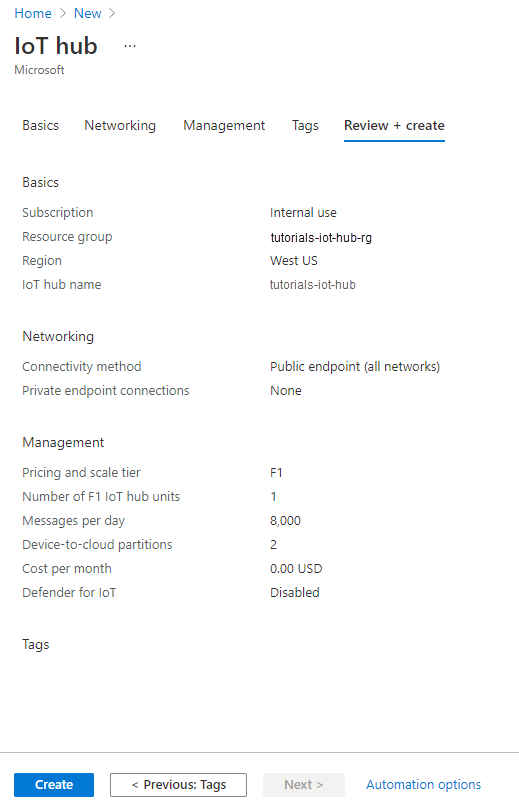 Home > New >
IoT hub ...
Microsoft
Basics Networking Management Tags Review + create
Basics
Subscription Internal use
Resource group tutorials-iot-hub-rg
Region West US
IoT hub name tutorials-iot-hub
Networking
Connectivity method Public endpoint (all networks)
Private endpoint connections None
Management
Pricing and scale tier F1
Number of F1 IoT hub units 1
Messages per day 8,000
Device-to-cloud partitions 2
Cost per month 0.00 USD
Defender for IoT Disabled
Tags
Create < Previous: Tags Next > Automation options